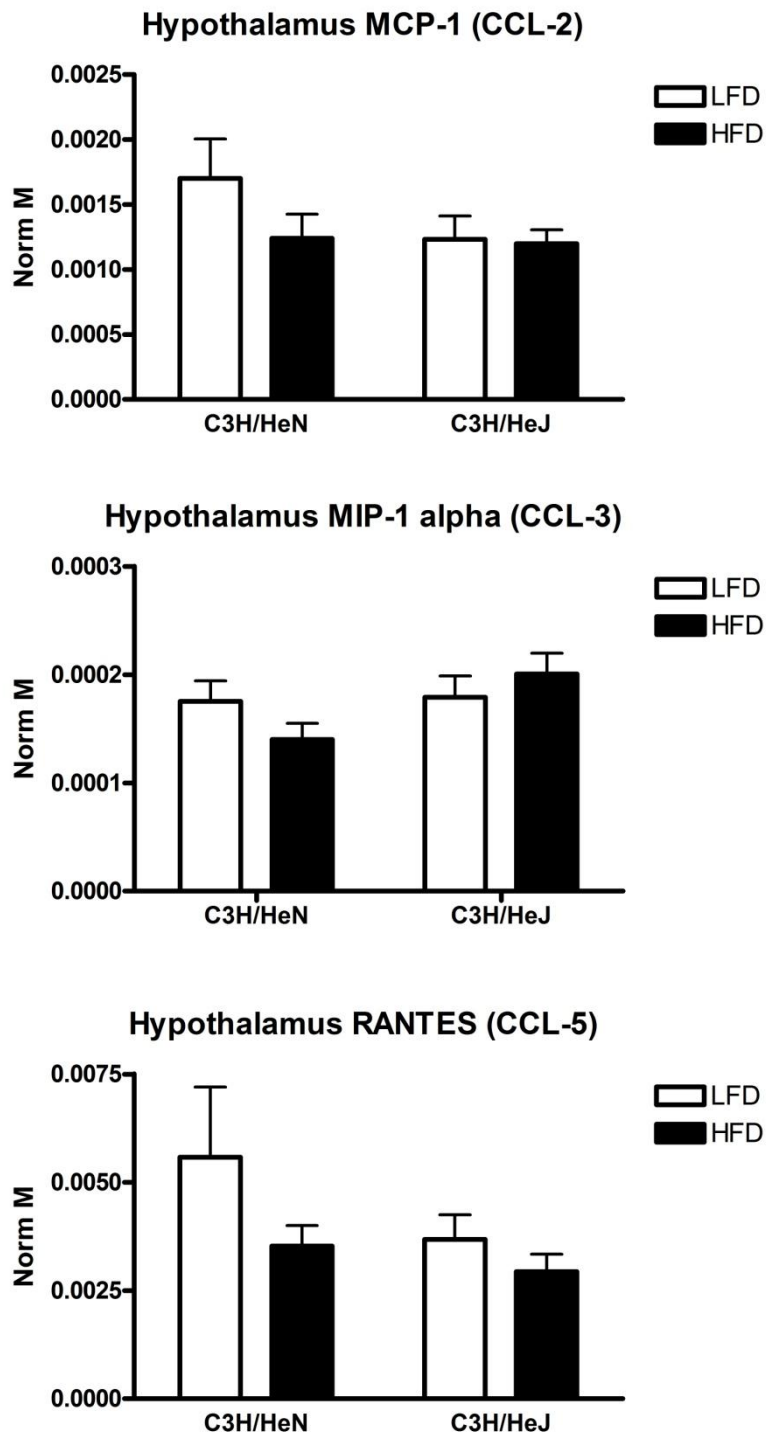 Hypothalamus MCP-1 (CCL-2)
0.0025
0.0020
0.0015
0.0010
0.0005
0.0000
Norm M
C3H/HeN C3H/HeJ
LFD
HFD
Hypothalamus MIP-1 alpha (CCL-3)
0.0003
0.0002
0.0001
0.0000
Norm M
C3H/HeN C3H/HeJ
LFD
HFD
Hypothalamus RANTES (CCL-5)
0.0075
0.0050
0.0025
0.0000
Norm M
C3H/HeN C3H/HeJ
LFD
HFD